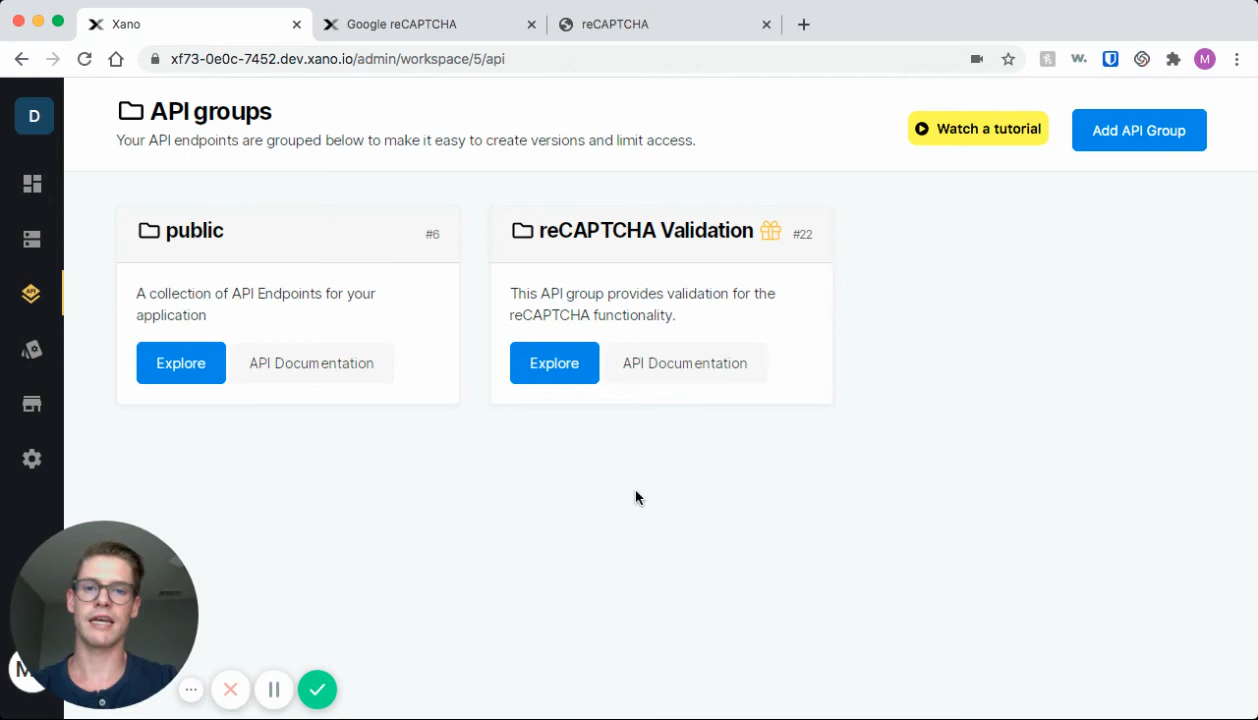 Xano
Google reCAPTCHA
reCAPTCHA
xf73-0e0c-7452.dev.xano.io/admin/workspace/5/api
w.
M
D
API groups
Your API endpoints are grouped below to make it easy to create versions and limit access.
Watch a tutorial
Add API Group
API
public
#6
A collection of API Endpoints for your
application
Explore
API Documentation
reCAPTCHA Validation
#22
This API group provides validation for the
reCAPTCHA functionality.
Explore
API Documentation